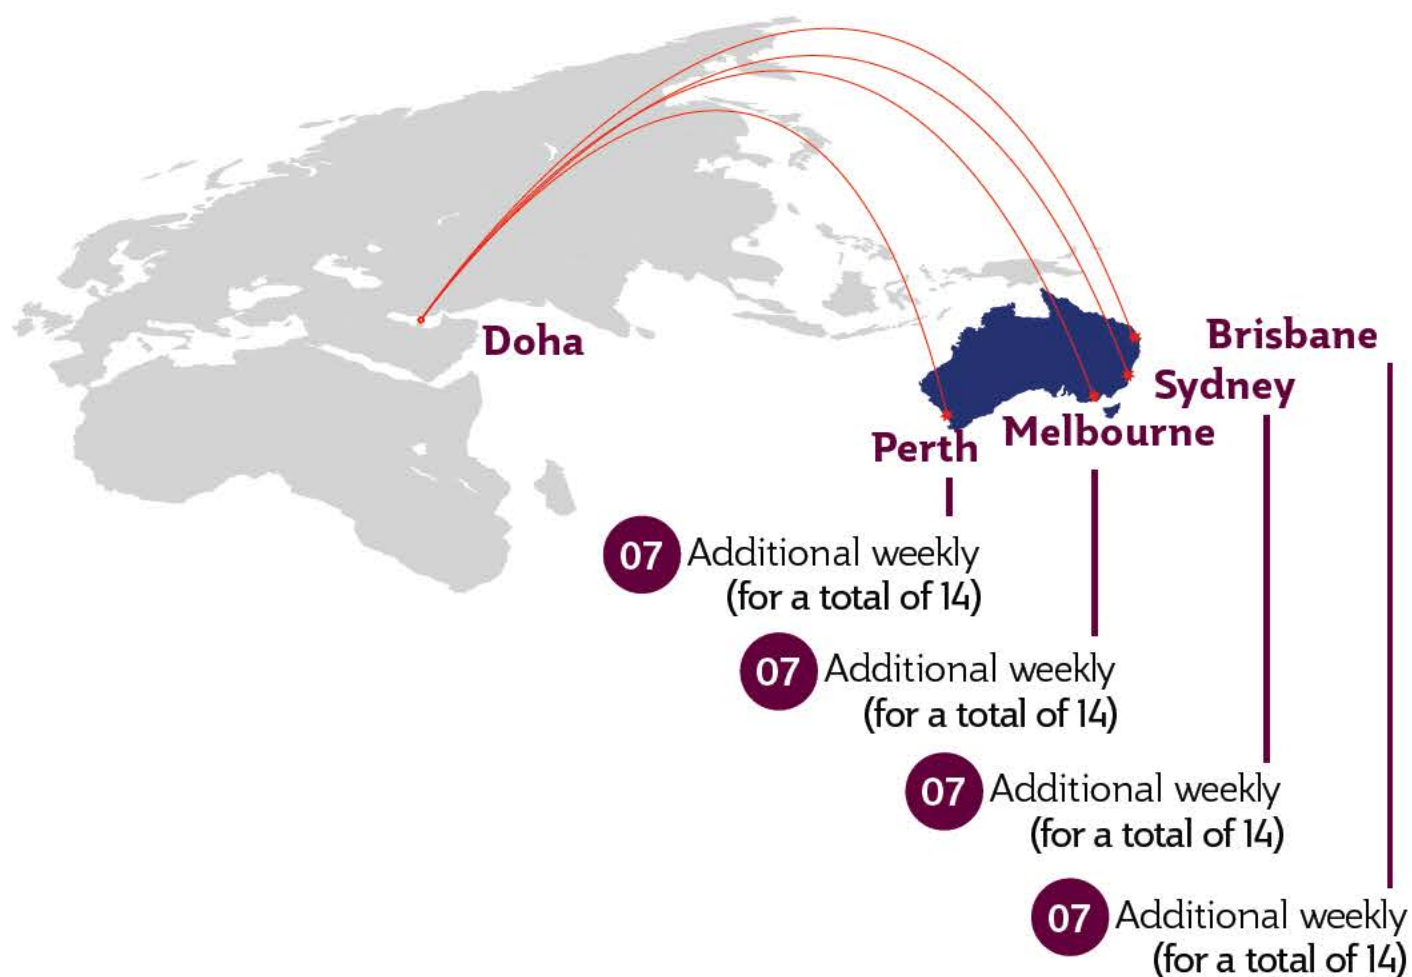 Doha
Brisbane
Sydney
Melbourne
Perth
07 Additional weekly
(for a total of 14)
07 Additional weekly
(for a total of 14)
07 Additional weekly
(for a total of 14)
07 Additional weekly
(for a total of 14)